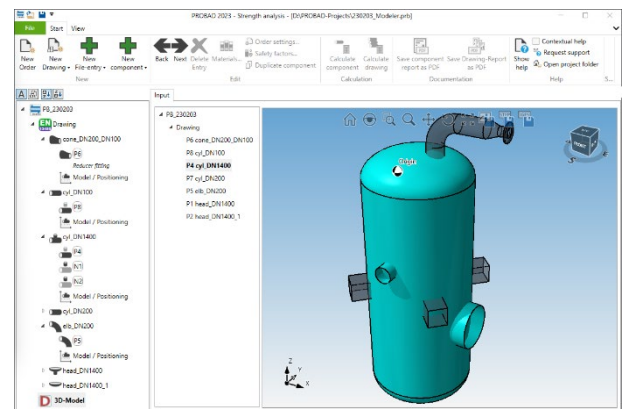 PROBAD 2023 - Strength analysis - [D:\PROBAD-Projects\230203_Modeler.prb]
File Start View
New Order
New Drawing
New File-entry
New component
New
Back Next Delete Entry Materials...
Order settings...
Safety factors...
Duplicate component
Edit
Calculate component
Calculate drawing
Calculation
Save component report as PDF
Save Drawing-Report as PDF
Documentation
Show help
Contextual help
Request support
Open project folder
Help
S...
PB_230203
EN
Drawing
cone_DN200_DN100
P6
Reducer fitting
Model / Positioning
cyl_DN100
P8
Model / Positioning
cyl_DN1400
P4
N1
N2
Model / Positioning
cyl_DN200
elb_DN200
P5
Model / Positioning
head_DN1400
head_DN1400_1
D 3D-Model
Input
PB_230203
Drawing
P6 cone_DN200_DN100
P8 cyl_DN100
P4 cyl_DN1400
P7 cyl_DN200
P5 elb_DN200
P1 head_DN1400
P2 head_DN1400_1
Origin
FRONT
S
E
Z
Y
X